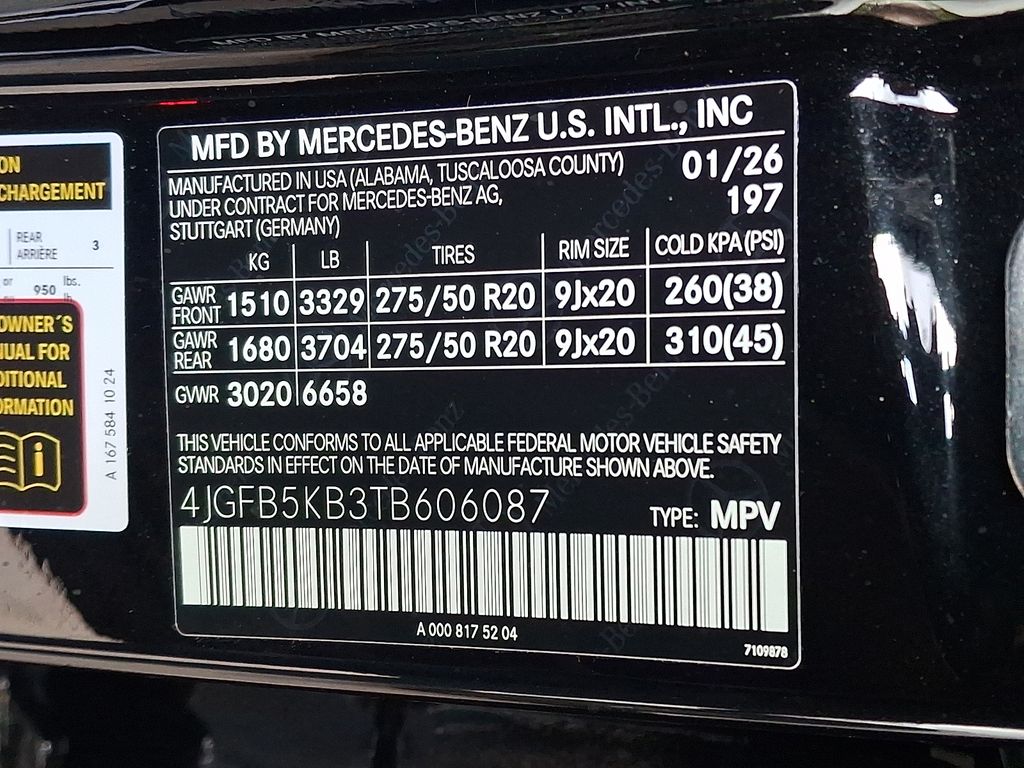 MFD BY MERCEDES-BENZ U.S. INTL., INC
MANUFACTURED IN USA (ALABAMA, TUSCALOOSA COUNTY)
UNDER CONTRACT FOR MERCEDES-BENZ AG,
STUTTGART (GERMANY)
01/26
197
KG LB TIRES RIM SIZE COLD KPA (PSI)
GAWR FRONT 1510 3329 275/50 R20 9Jx20 260(38)
GAWR REAR 1680 3704 275/50 R20 9Jx20 310(45)
GVWR 3020 6658
THIS VEHICLE CONFORMS TO ALL APPLICABLE FEDERAL MOTOR VEHICLE SAFETY
STANDARDS IN EFFECT ON THE DATE OF MANUFACTURE SHOWN ABOVE.
4JGFB5KB3TB606087
TYPE: MPV
A 000 817 52 04
7109878
ON
CHARGEMENT
REAR
ARRIÈRE 3
or 950 lbs.
OWNER´S
NUAL FOR
DITIONAL
ORMATION
A 167 584 10 24